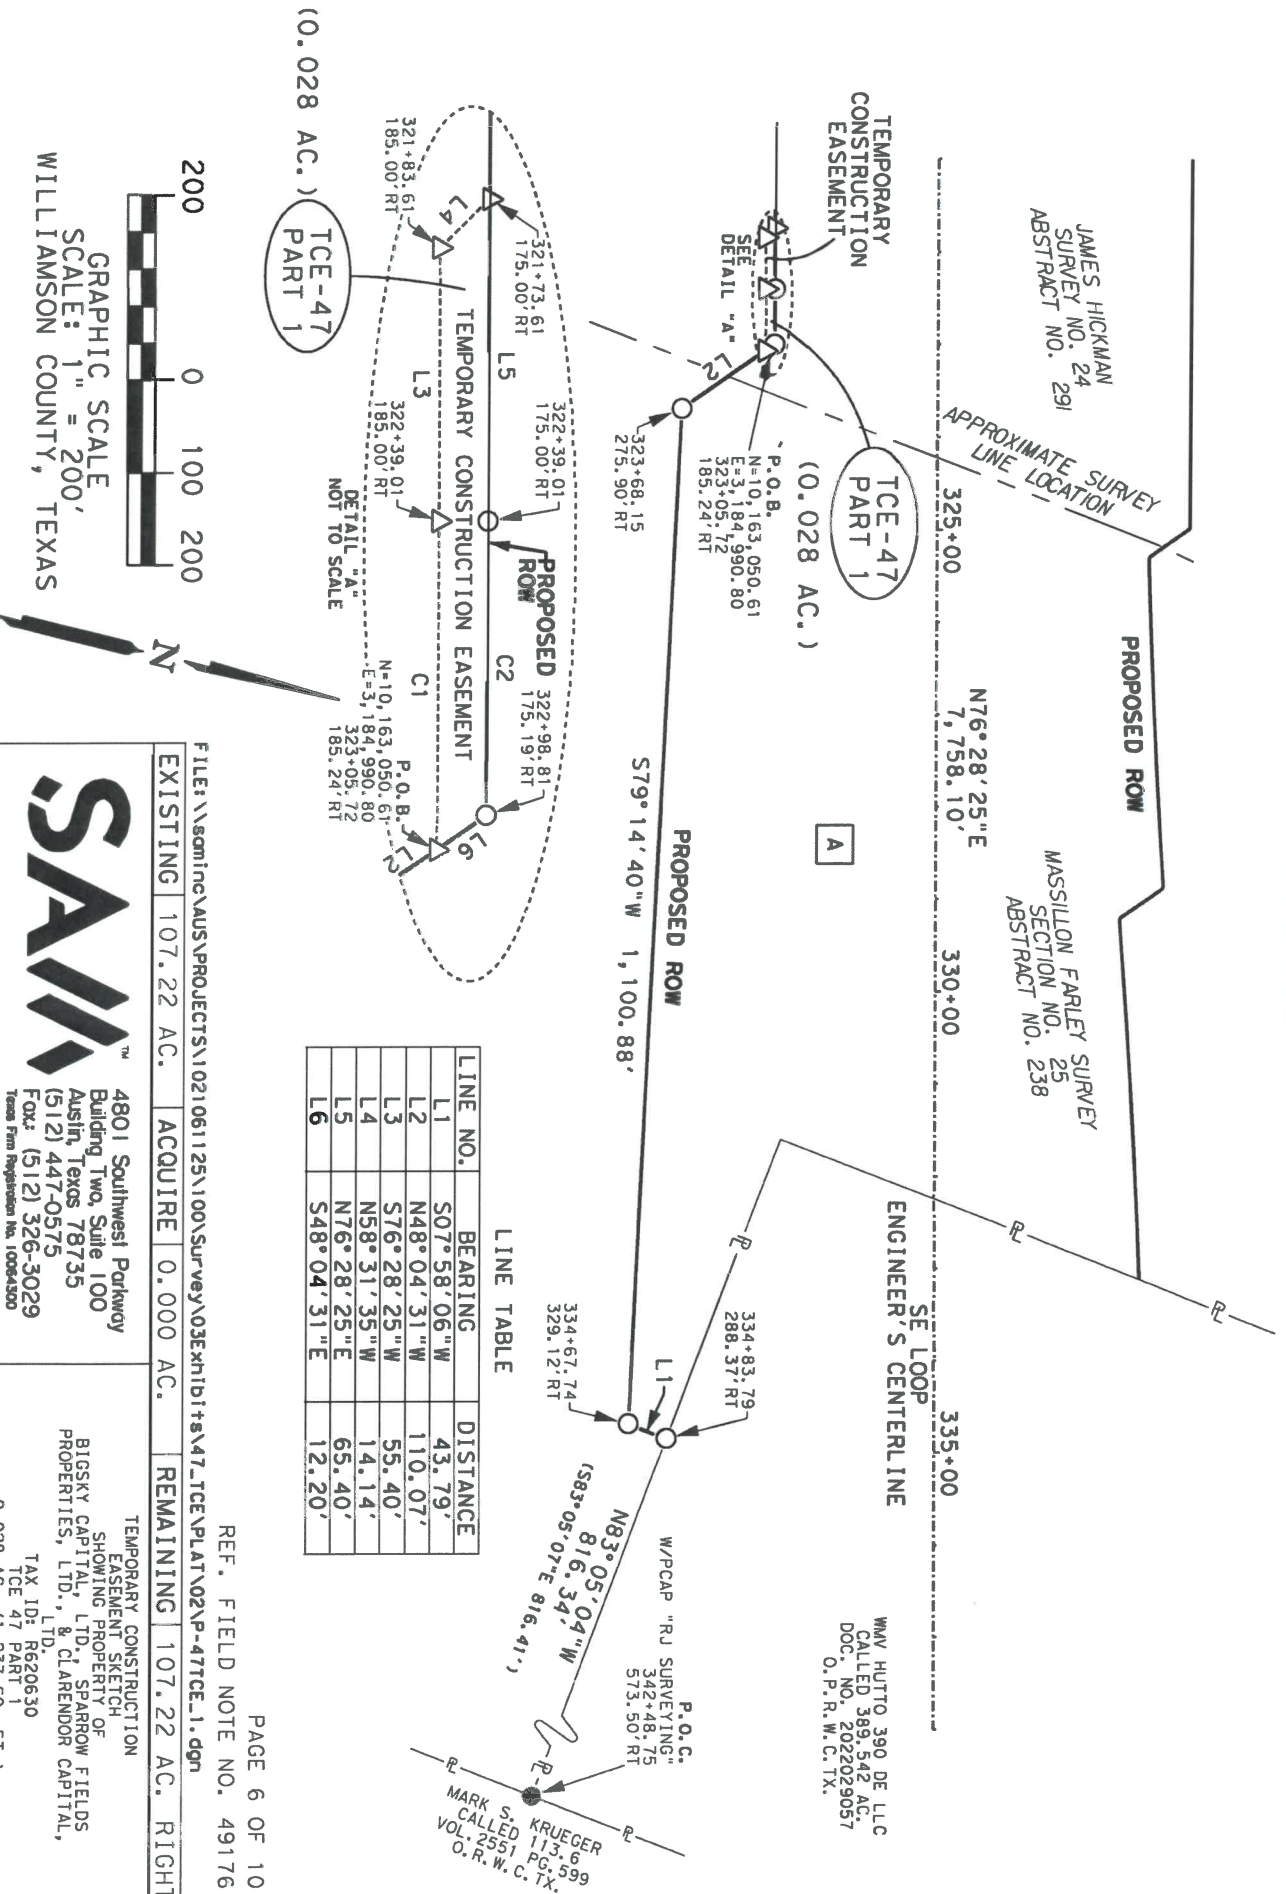 JAMES HICKMAN
SURVEY NO. 24
ABSTRACT NO. 291
APPROXIMATE SURVEY
LINE LOCATION
PROPOSED ROW
MASSILLON FARLEY SURVEY
SECTION NO. 25
ABSTRACT NO. 238
325+00
330+00
335+00
N76°28'25"E
7,758.10'
SE LOOP
ENGINEER'S CENTERLINE
A
WMV HUTTO 390 DE LLC
CALLED 389.542 AC.
DOC. NO. 2022029057
O.P.R.W.C.TX.
TEMPORARY
CONSTRUCTION
EASEMENT
SEE
DETAIL "A"
TCE-47
PART 1
(0.028 AC.)
P.O.B.
N=10,163,050.61
E=3,184,990.80
323+05.72
185.24'RT
L2
323+68.15
275.90'RT
PROPOSED ROW
S79°14'40"W 1,100.88'
334+83.79
288.37'RT
L1
334+67.74
329.12'RT
P.O.C.
W/PCAP "RJ SURVEYING"
342+48.75
573.50'RT
N83°05'04"W
816.34'
(S83°05'07"E 816.41')
PL
PL
PL
PL
PL
PL
MARK S. KRUEGER
CALLED 113.6
VOL. 2551 PG. 599
O.R.W.C.TX.
321+73.61
175.00'RT
322+39.01
175.00'RT
PROPOSED
ROW
322+98.81
175.19'RT
L5
C2
L4
L6
TEMPORARY CONSTRUCTION EASEMENT
321+83.61
185.00'RT
L3
322+39.01
185.00'RT
C1
P.O.B.
N=10,163,050.61
E=3,184,990.80
323+05.72
185.24'RT
L2
DETAIL "A"
NOT TO SCALE
TCE-47
PART 1
(0.028 AC.)
LINE TABLE
LINE NO. BEARING DISTANCE
L1 S07°58'06"W 43.79'
L2 N48°04'31"W 110.07'
L3 S76°28'25"W 55.40'
L4 N58°31'35"W 14.14'
L5 N76°28'25"E 65.40'
L6 S48°04'31"E 12.20'
200 0 100 200
GRAPHIC SCALE
SCALE: 1" = 200'
WILLIAMSON COUNTY, TEXAS
N
PAGE 6 OF 10
REF. FIELD NOTE NO. 49176
FILE:\\saminc\AUS\PROJECTS\1021061125\100\Survey\03Exhibits\47_TCE\PLAT\02\P-47TCE_1.dgn
EXISTING 107.22 AC. ACQUIRE 0.000 AC. REMAINING 107.22 AC. RIGHT
SAM™
4801 Southwest Parkway
Building Two, Suite 100
Austin, Texas 78735
(512) 447-0575
Fax: (512) 326-3029
Texas Firm Registration No. 10064300
TEMPORARY CONSTRUCTION
EASEMENT SKETCH
SHOWING PROPERTY OF
BIGSKY CAPITAL, LTD., SPARROW FIELDS
PROPERTIES, LTD., & CLARENDOR CAPITAL,
LTD.
TAX ID: R620630
TCE 47 PART 1